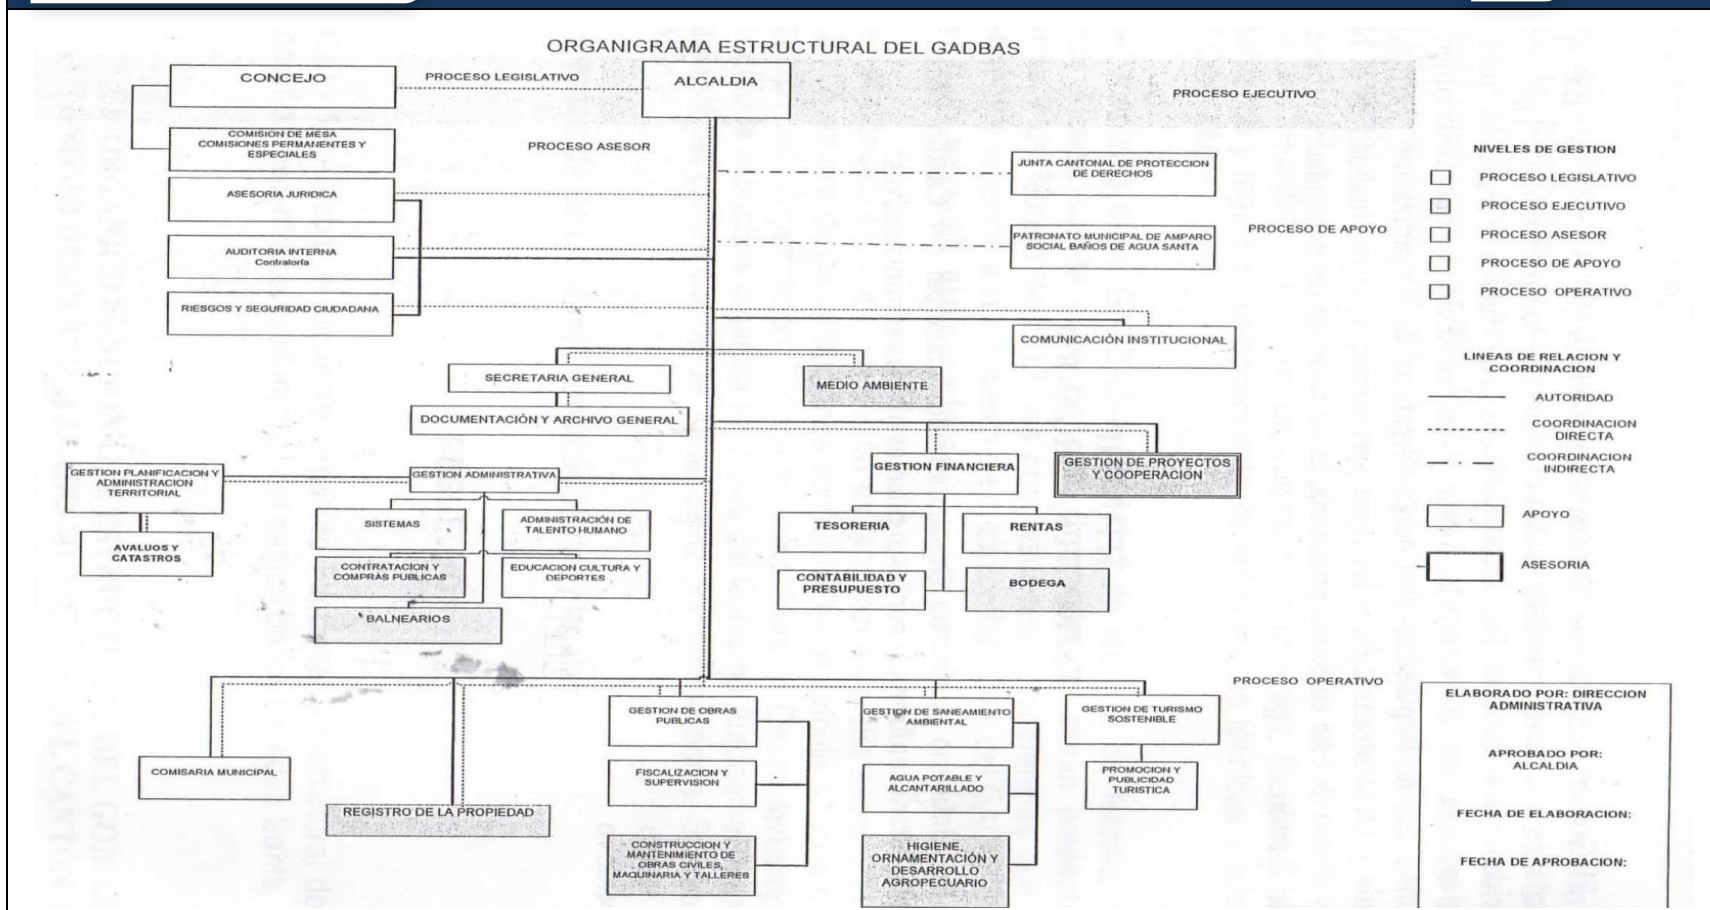 ORGANIGRAMA ESTRUCTURAL DEL GADBAS
CONCEJO
PROCESO LEGISLATIVO
ALCALDIA
PROCESO EJECUTIVO
COMISION DE MESA
COMISIONES PERMANENTES Y
ESPECIALES
PROCESO ASESOR
JUNTA CANTONAL DE PROTECCION
DE DERECHOS
ASESORIA JURIDICA
PATRONATO MUNICIPAL DE AMPARO
SOCIAL BAÑOS DE AGUA SANTA
PROCESO DE APOYO
AUDITORIA INTERNA
Contraloría
RIESGOS Y SEGURIDAD CIUDADANA
COMUNICACIÓN INSTITUCIONAL
NIVELES DE GESTION
PROCESO LEGISLATIVO
PROCESO EJECUTIVO
PROCESO ASESOR
PROCESO DE APOYO
PROCESO OPERATIVO
LINEAS DE RELACION Y
COORDINACION
AUTORIDAD
COORDINACION
DIRECTA
COORDINACION
INDIRECTA
APOYO
ASESORIA
SECRETARIA GENERAL
MEDIO AMBIENTE
DOCUMENTACIÓN Y ARCHIVO GENERAL
GESTION PLANIFICACION Y
ADMINISTRACION
TERRITORIAL
AVALUOS Y
CATASTROS
GESTION ADMINISTRATIVA
SISTEMAS
ADMINISTRACIÓN DE
TALENTO HUMANO
CONTRATACION Y
COMPRAS PUBLICAS
EDUCACION CULTURA Y
DEPORTES
BALNEARIOS
GESTION FINANCIERA
GESTION DE PROYECTOS
Y COOPERACION
TESORERIA
RENTAS
CONTABILIDAD Y
PRESUPUESTO
BODEGA
PROCESO OPERATIVO
COMISARIA MUNICIPAL
REGISTRO DE LA PROPIEDAD
GESTION DE OBRAS
PUBLICAS
FISCALIZACION Y
SUPERVISION
CONSTRUCCION Y
MANTENIMIENTO DE
OBRAS CIVILES,
MAQUINARIA Y TALLERES
GESTION DE SANEAMIENTO
AMBIENTAL
AGUA POTABLE Y
ALCANTARILLADO
HIGIENE,
ORNAMENTACIÓN Y
DESARROLLO
AGROPECUARIO
GESTION DE TURISMO
SOSTENIBLE
PROMOCION Y
PUBLICIDAD
TURISTICA
ELABORADO POR: DIRECCION
ADMINISTRATIVA
APROBADO POR:
ALCALDIA
FECHA DE ELABORACION:
FECHA DE APROBACION: